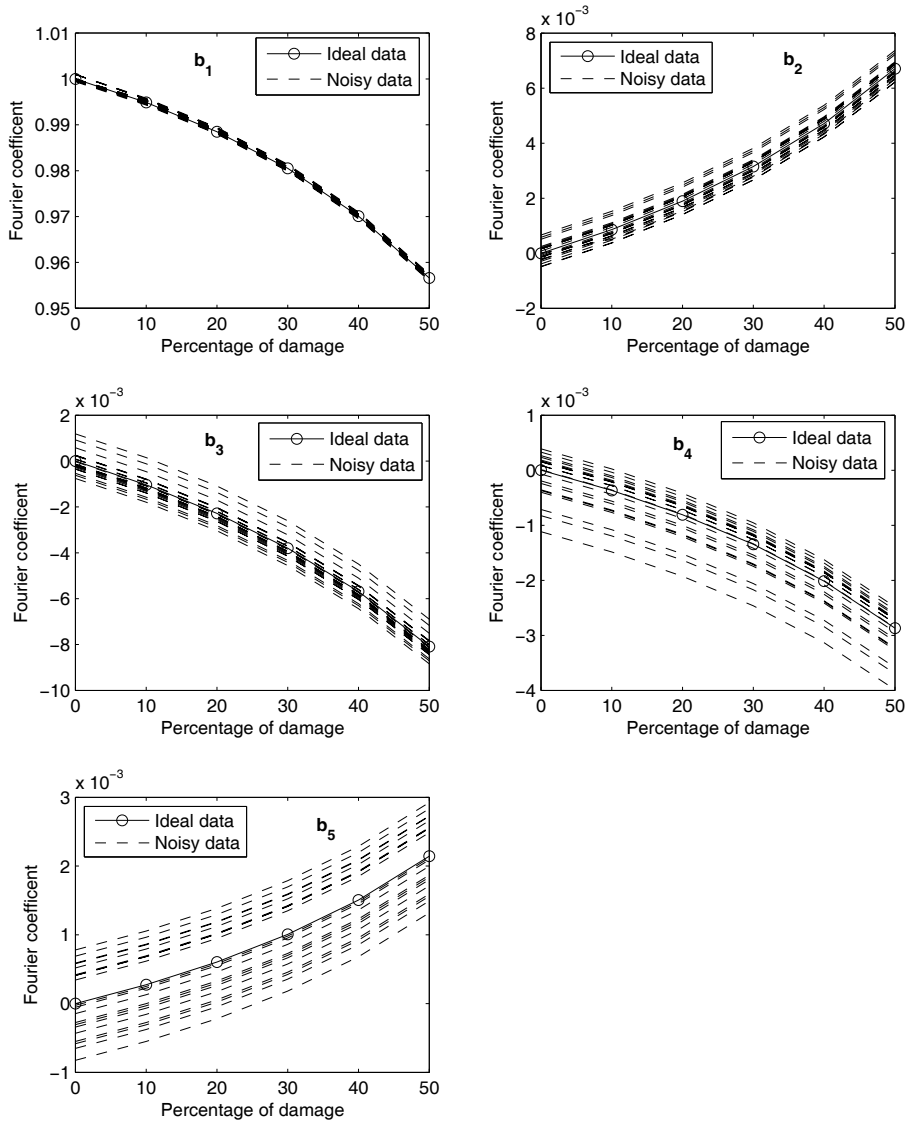 1.01
1
0.99
0.98
0.97
0.96
0.95
0 10 20 30 40 50
Fourier coefficent
Percentage of damage
b1
Ideal data
Noisy data
x 10−3
8
6
4
2
0
−2
0 10 20 30 40 50
Fourier coefficent
Percentage of damage
b2
Ideal data
Noisy data
x 10−3
2
0
−2
−4
−6
−8
−10
0 10 20 30 40 50
Fourier coefficent
Percentage of damage
b3
Ideal data
Noisy data
x 10−3
1
0
−1
−2
−3
−4
0 10 20 30 40 50
Fourier coefficent
Percentage of damage
b4
Ideal data
Noisy data
x 10−3
3
2
1
0
−1
0 10 20 30 40 50
Fourier coefficent
Percentage of damage
b5
Ideal data
Noisy data